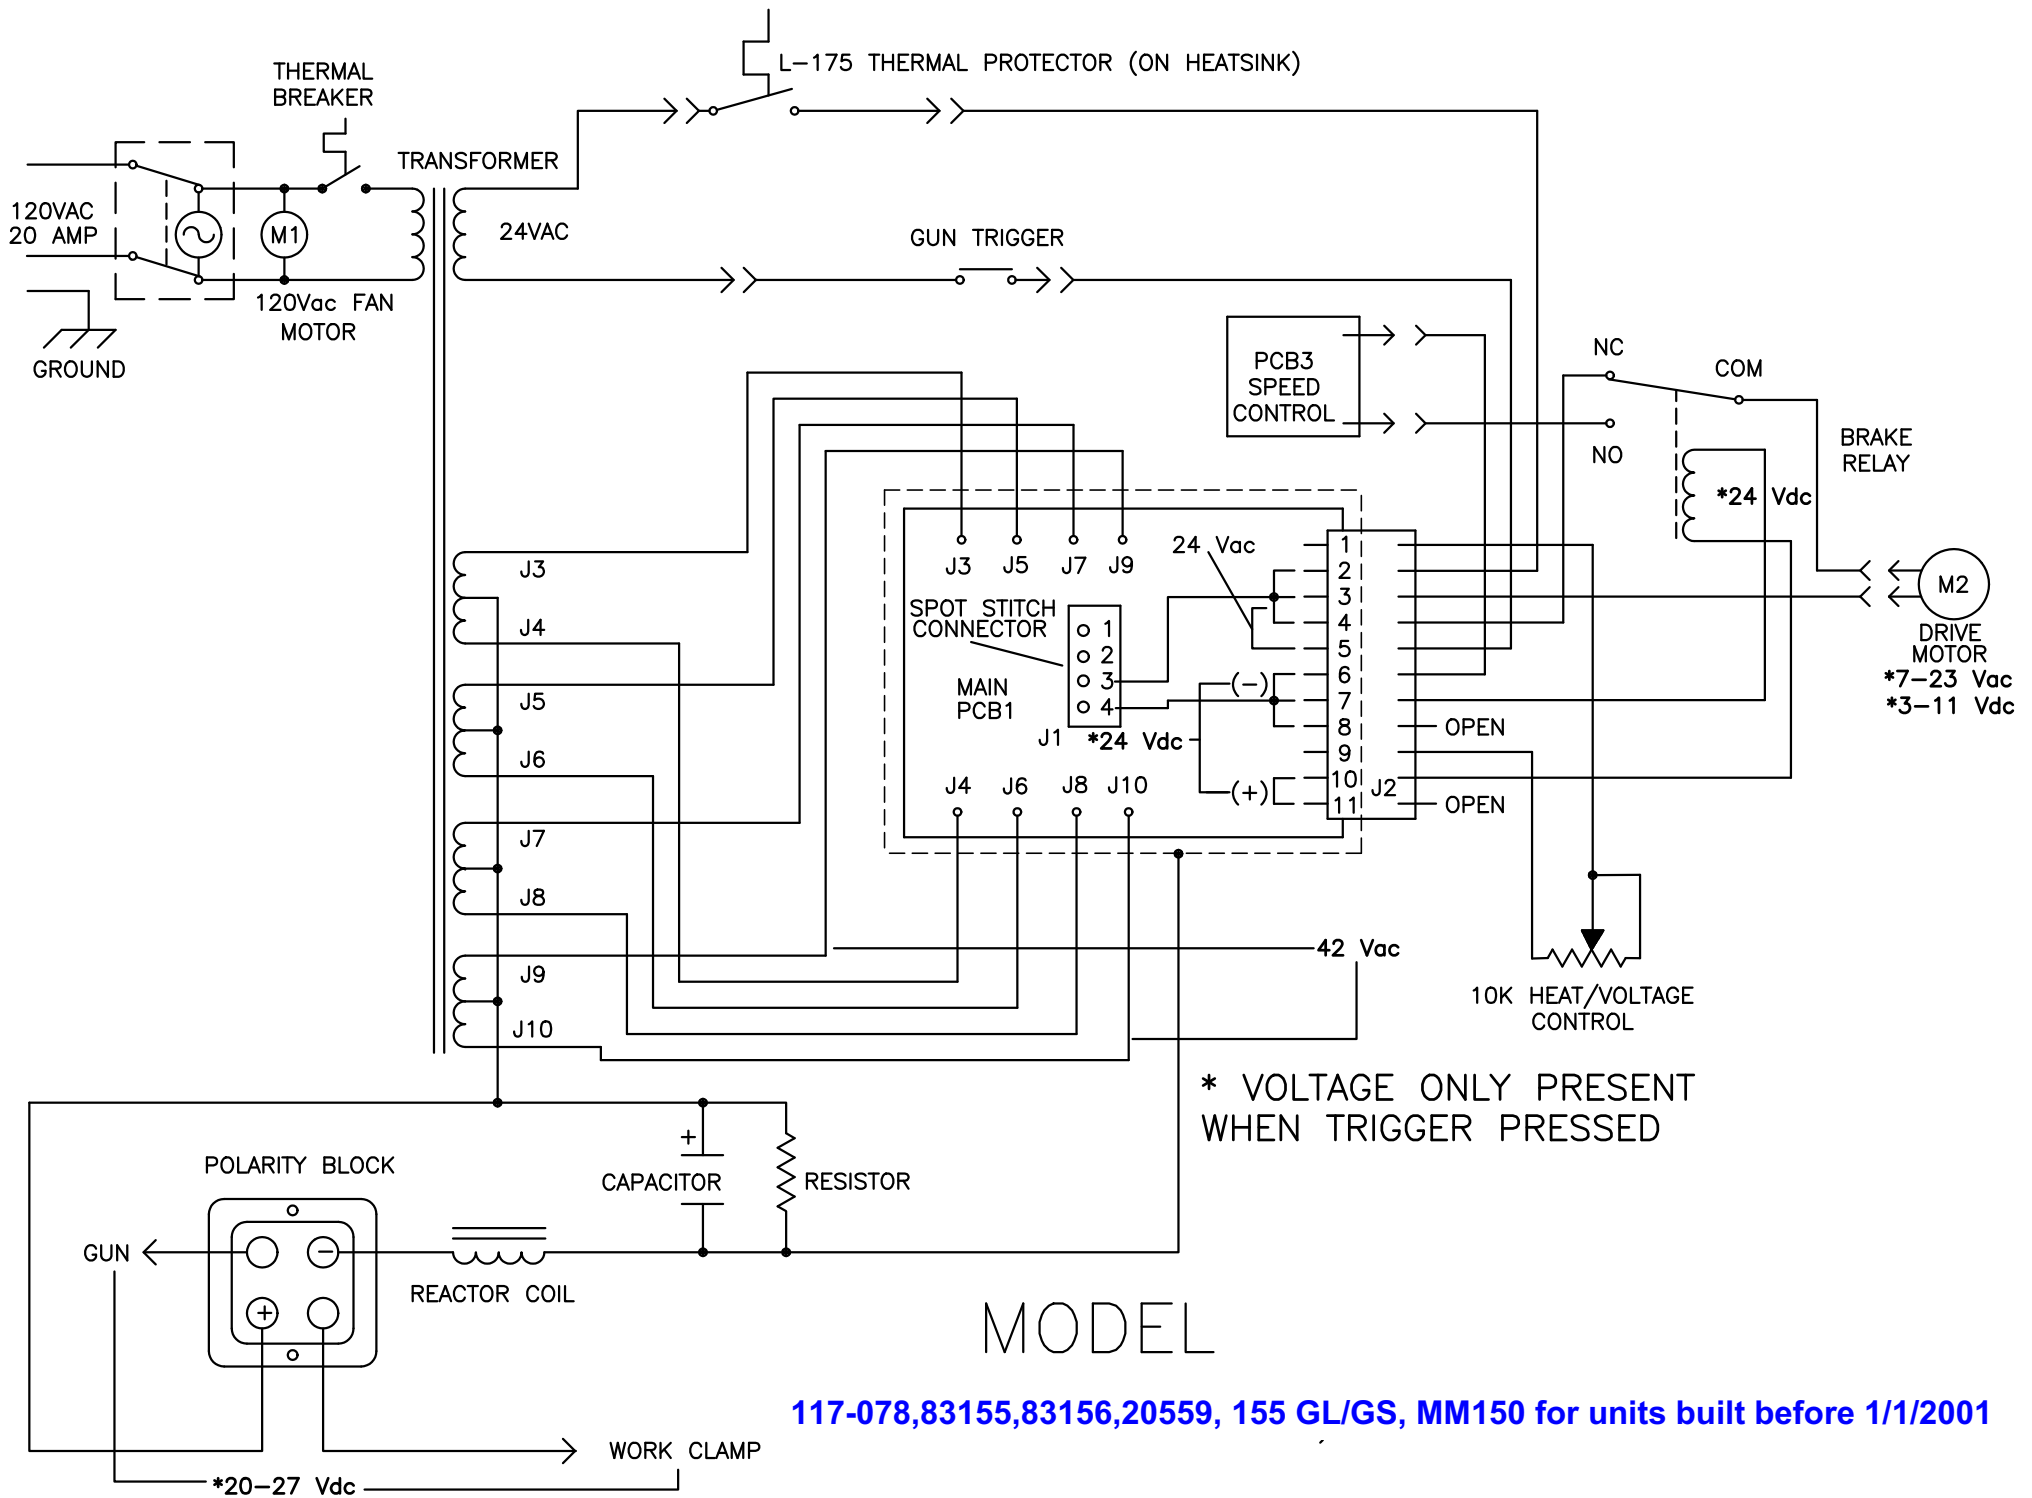 L-175 THERMAL PROTECTOR (ON HEATSINK)
THERMAL
BREAKER
TRANSFORMER
120VAC
20 AMP
M1
24VAC
GUN TRIGGER
120Vac FAN
MOTOR
GROUND
PCB3
SPEED
CONTROL
NC
COM
NO
BRAKE
RELAY
*24 Vdc
M2
DRIVE
MOTOR
*7-23 Vac
*3-11 Vdc
J3
J4
J5
J6
J7
J8
J9
J10
J3 J5 J7 J9
24 Vac
SPOT STITCH
CONNECTOR
1
2
3
4
MAIN
PCB1
J1
*24 Vdc
(-)
(+)
J4 J6 J8 J10
1
2
3
4
5
6
7
8
9
10
11
J2
OPEN
OPEN
42 Vac
10K HEAT/VOLTAGE
CONTROL
* VOLTAGE ONLY PRESENT
WHEN TRIGGER PRESSED
POLARITY BLOCK
+
CAPACITOR
RESISTOR
GUN
-
+
REACTOR COIL
WORK CLAMP
*20-27 Vdc
MODEL
117-078,83155,83156,20559, 155 GL/GS, MM150 for units built before 1/1/2001